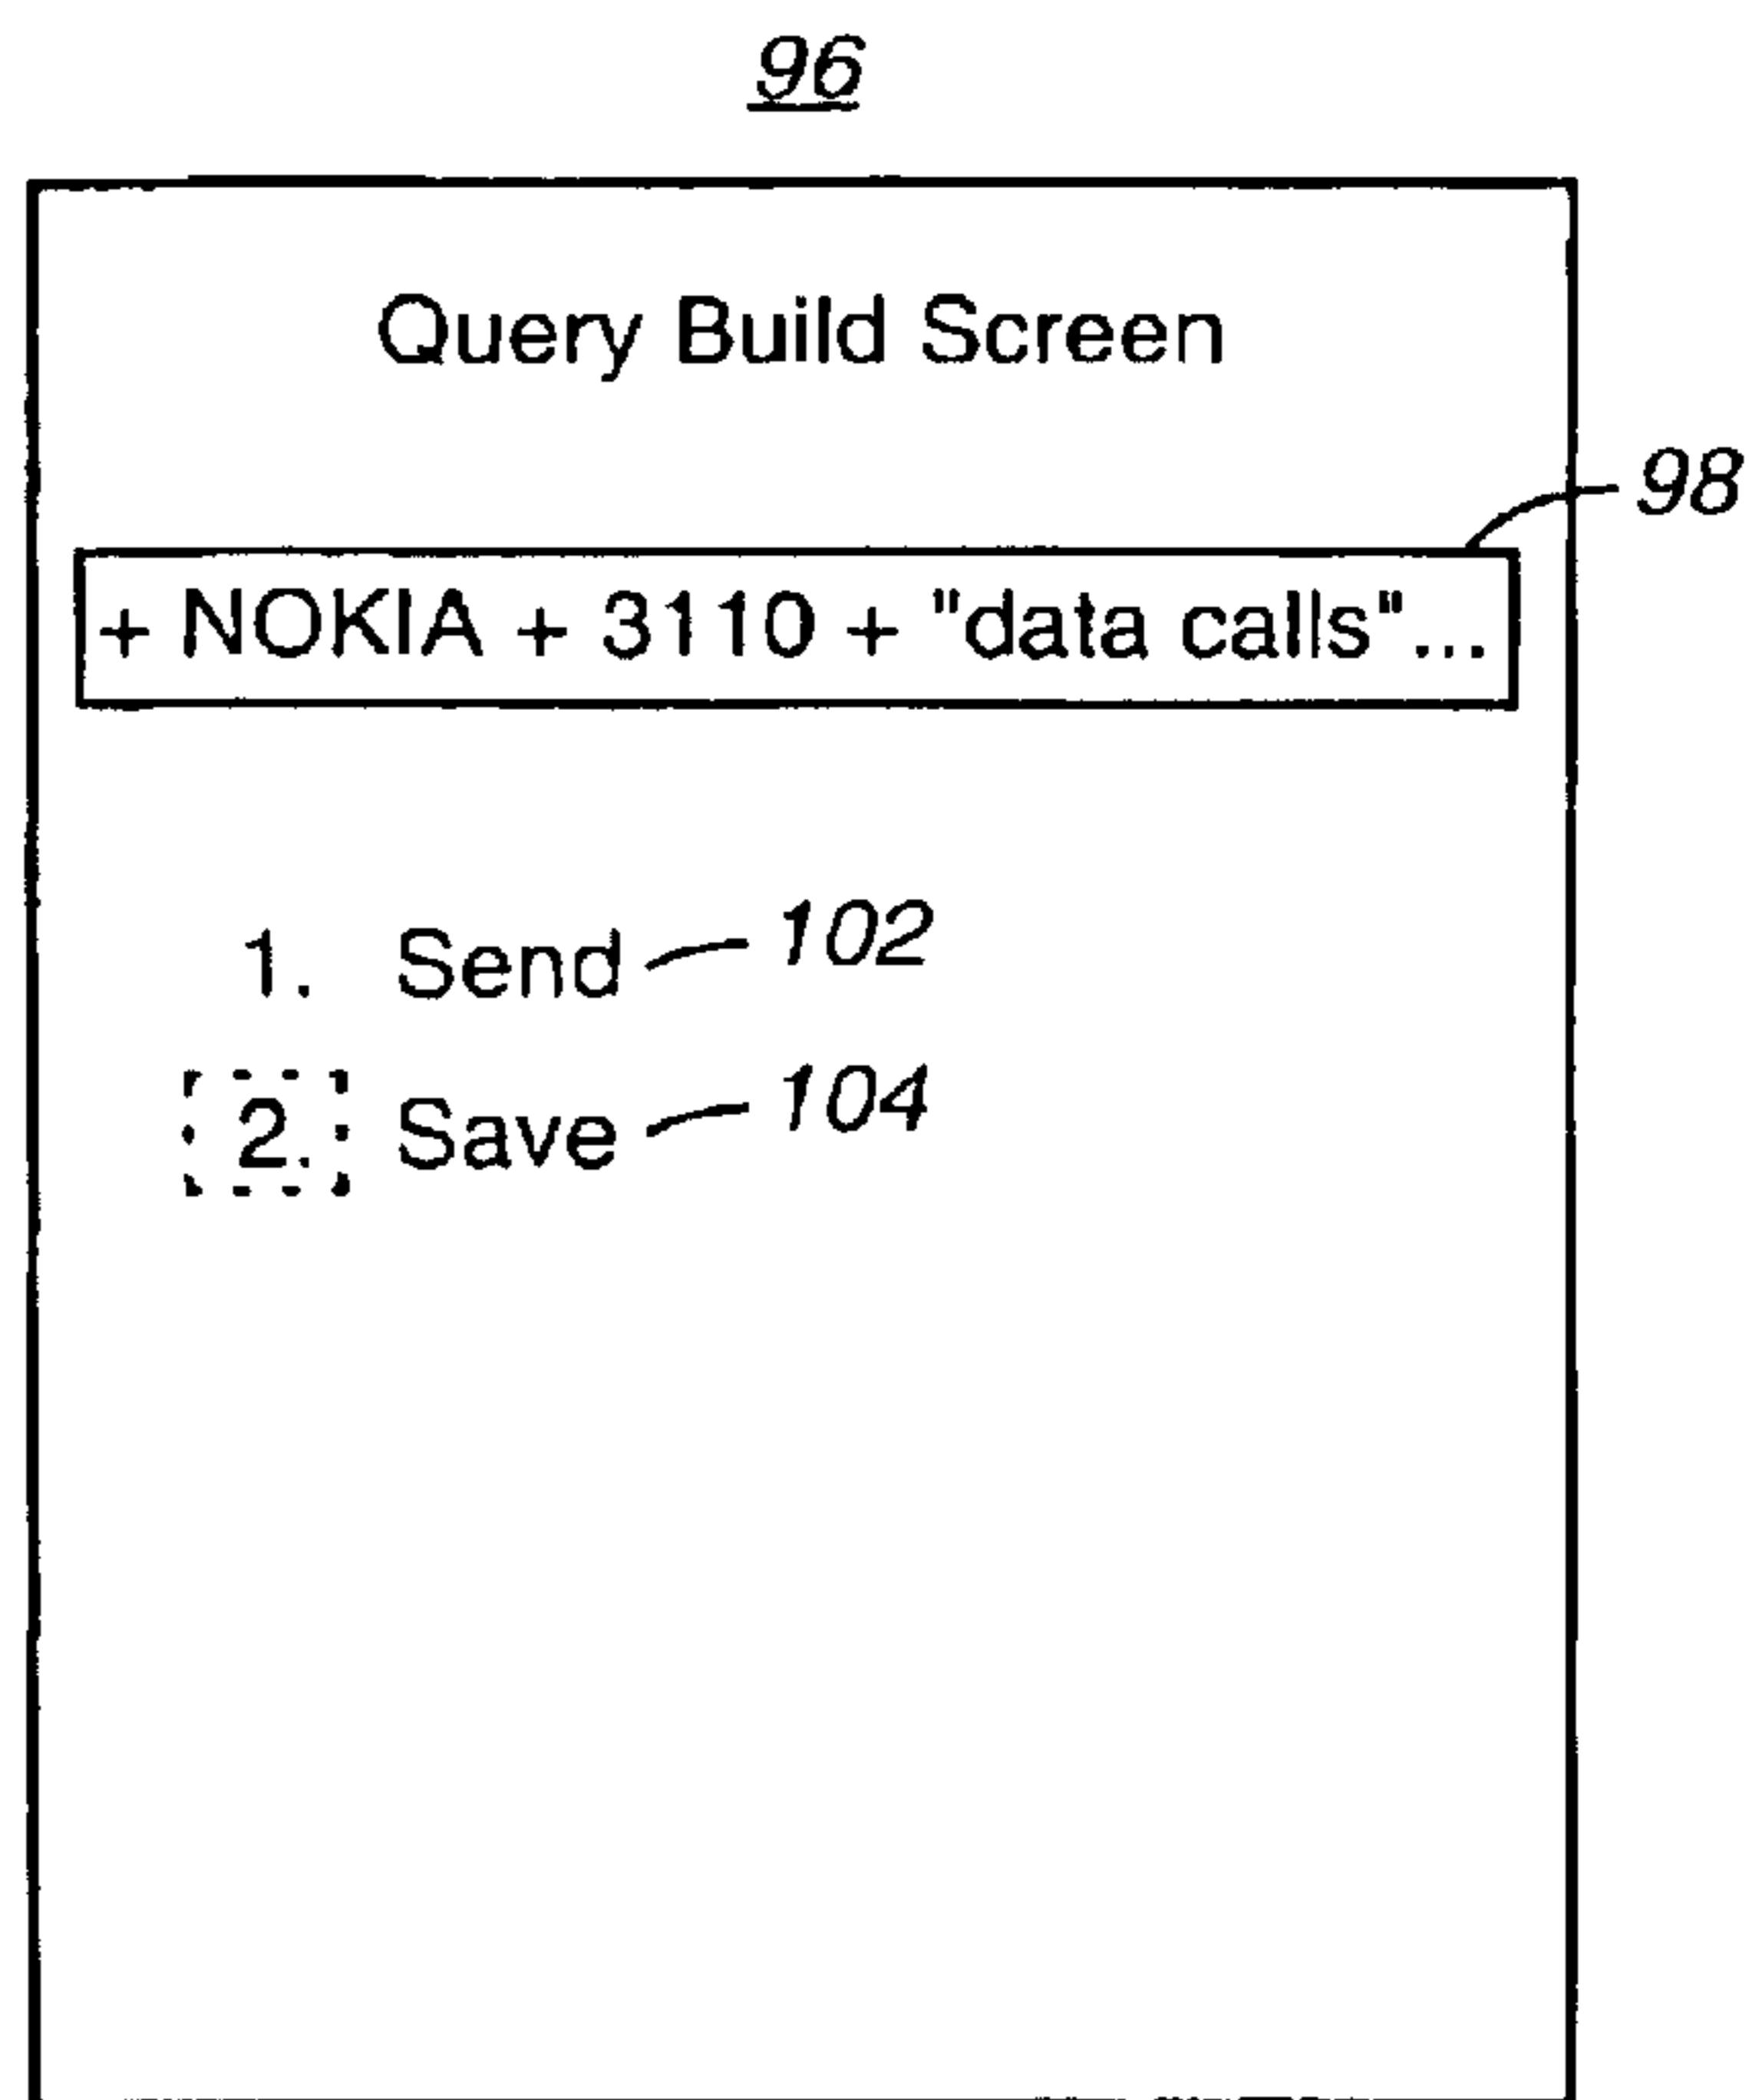 96
Query Build Screen
98
+ NOKIA + 3110 + "data calls"...
1. Send 102
2. Save 104